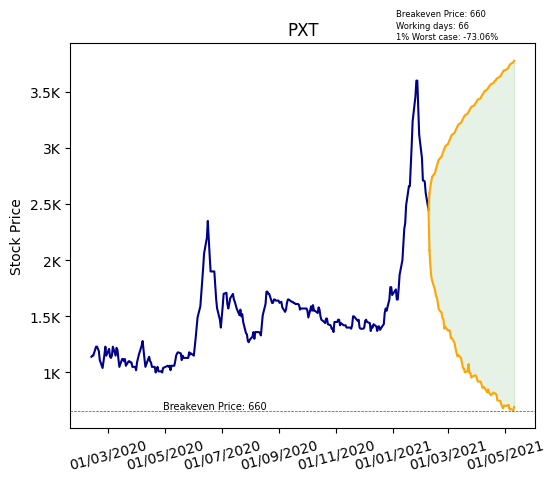 Breakeven Price: 660
Working days: 66
1% Worst case: -73.06%
PXT
Stock Price
3.5K
3K
2.5K
2K
1.5K
1K
Breakeven Price: 660
01/03/2020 01/05/2020 01/07/2020 01/09/2020 01/11/2020 01/01/2021 01/03/2021 01/05/2021